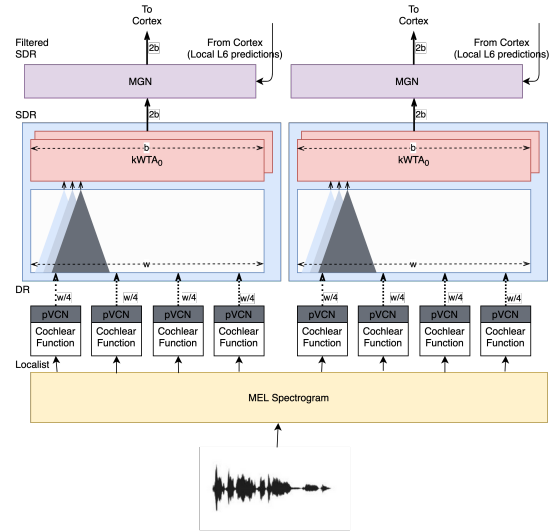 To
Cortex
To
Cortex
Filtered
SDR
2b
From Cortex
(Local L6 predictions)
2b
From Cortex
(Local L6 predictions)
MGN
MGN
SDR
2b
2b
b
kWTA0
b
kWTA0
w
w
DR
w/4
w/4
w/4
w/4
w/4
w/4
w/4
w/4
pVCN
pVCN
pVCN
pVCN
pVCN
pVCN
pVCN
pVCN
Cochlear
Function
Cochlear
Function
Cochlear
Function
Cochlear
Function
Cochlear
Function
Cochlear
Function
Cochlear
Function
Cochlear
Function
Localist
MEL Spectrogram